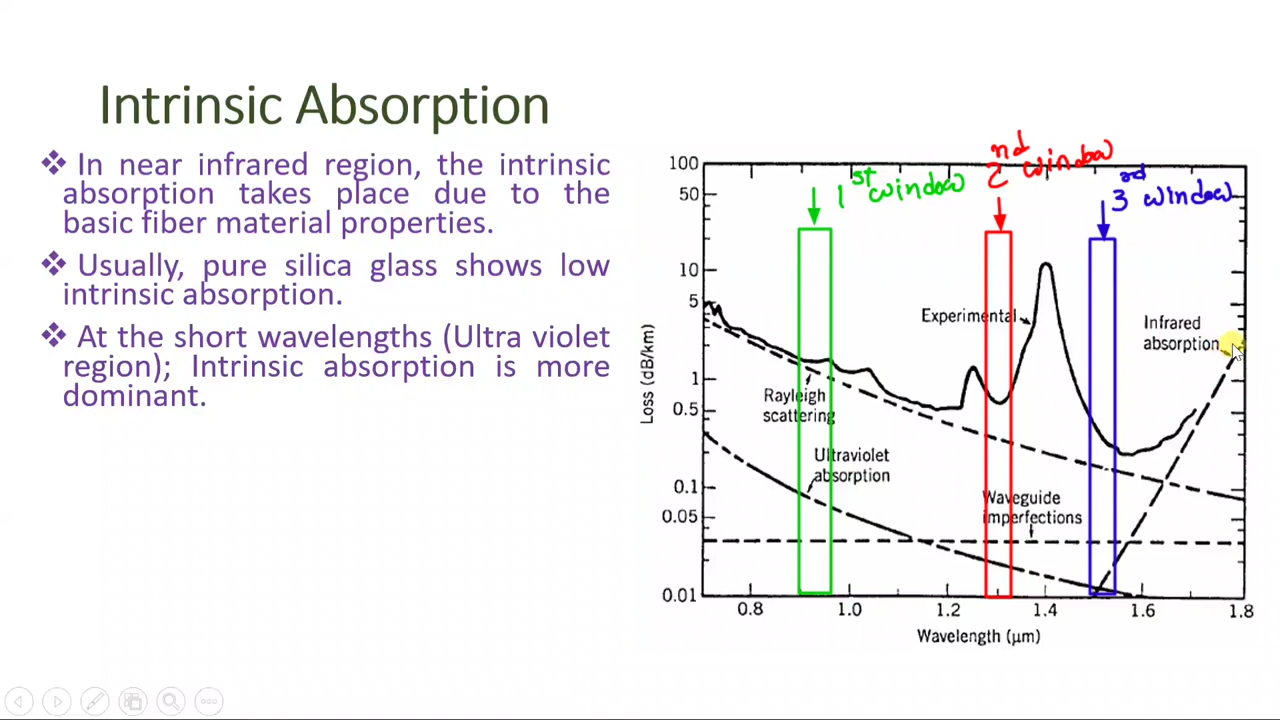 Intrinsic Absorption
❖ In near infrared region, the intrinsic
absorption takes place due to the
basic fiber material properties.
❖ Usually, pure silica glass shows low
intrinsic absorption.
❖ At the short wavelengths (Ultra violet
region); Intrinsic absorption is more
dominant.
1st window
2nd window
3rd window
100
50
10
5
1
0.5
0.1
0.05
0.01
Loss (dB/km)
Experimental
Infrared
absorption
Rayleigh
scattering
Ultraviolet
absorption
Waveguide
imperfections
0.8 1.0 1.2 1.4 1.6 1.8
Wavelength (μm)